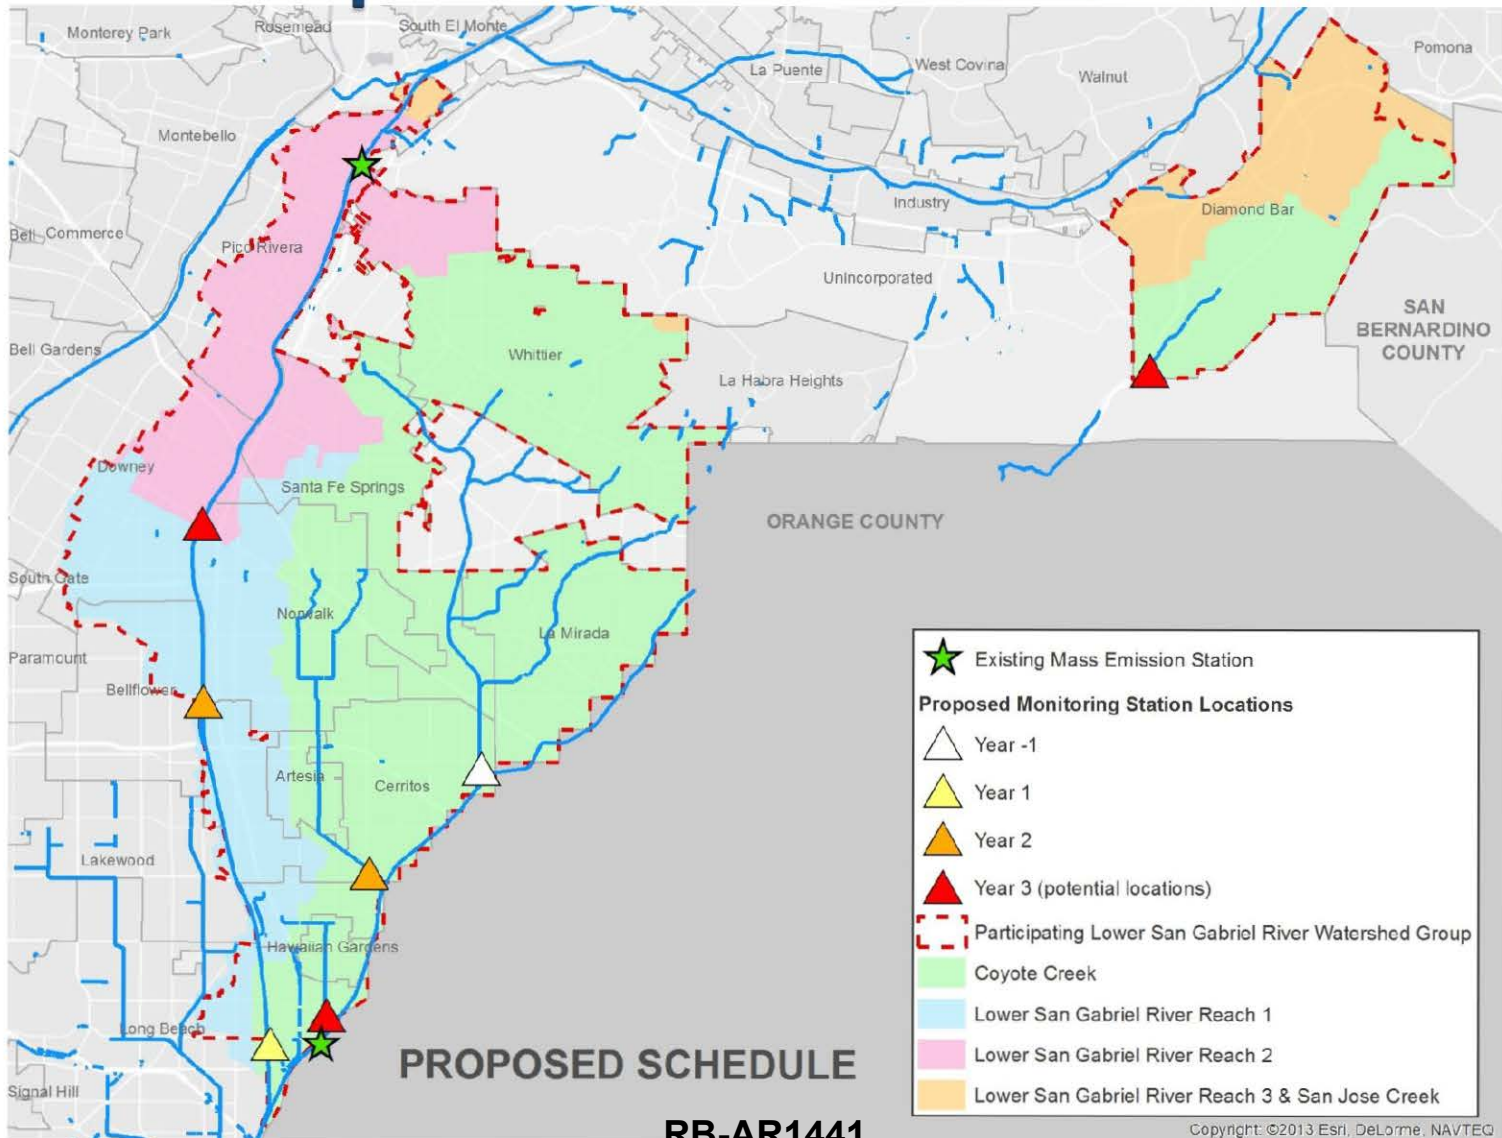 Monterey Park
Rosemead
South El Monte
La Puente
West Covina
Walnut
Pomona
Montebello
Industry
Diamond Bar
Bell
Commerce
Pico Rivera
Unincorporated
SAN
BERNARDINO
COUNTY
Bell Gardens
Whittier
La Habra Heights
Downey
Santa Fe Springs
ORANGE COUNTY
South Gate
Norwalk
La Mirada
Paramount
Bellflower
Artesia
Cerritos
Lakewood
Hawaiian Gardens
Long Beach
Signal Hill
PROPOSED SCHEDULE
Existing Mass Emission Station
Proposed Monitoring Station Locations
Year -1
Year 1
Year 2
Year 3 (potential locations)
Participating Lower San Gabriel River Watershed Group
Coyote Creek
Lower San Gabriel River Reach 1
Lower San Gabriel River Reach 2
Lower San Gabriel River Reach 3 & San Jose Creek
RB-AR1441
Copyright: ©2013 Esri, DeLorme, NAVTEQ